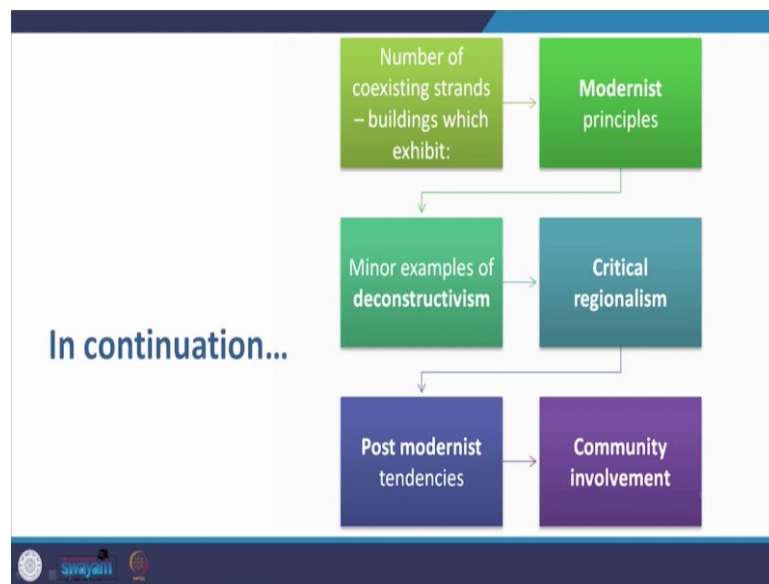 Number of
coexisting strands
– buildings which
exhibit:
Modernist
principles
Minor examples of
deconstructivism
Critical
regionalism
In continuation...
Post modernist
tendencies
Community
involvement
swayam